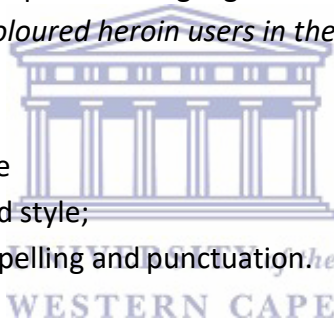 oloured heroin users in the
e
d style;
pelling and punctuation.
UNIVERSITY of the
WESTERN CAPE